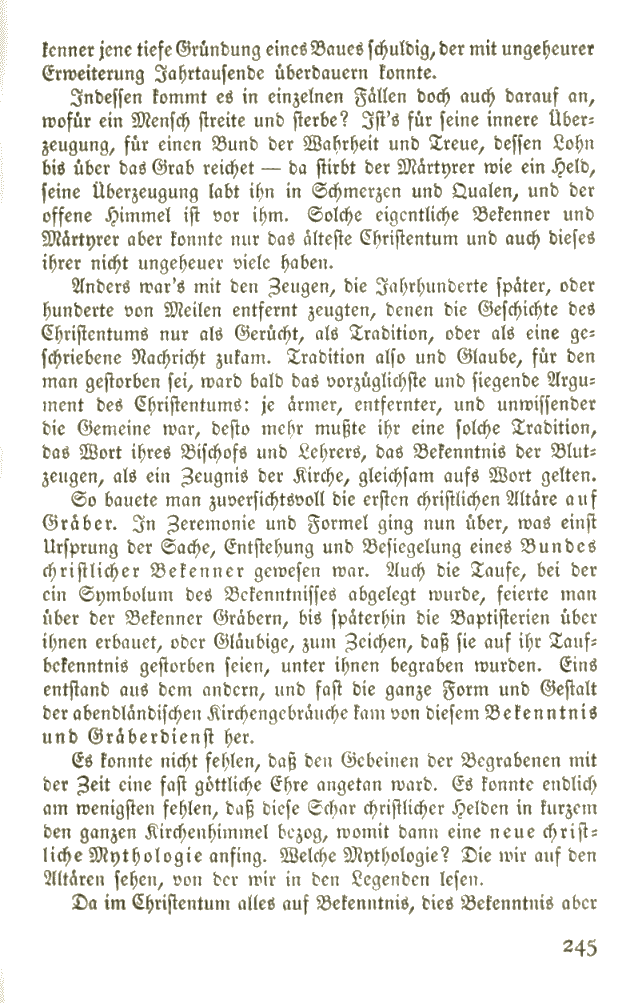 kenner jene tiefe Gründung eines Baues schuldig, der mit ungeheurer
Erweiterung Jahrtausende überdauern konnte.
Indessen kommt es in einzelnen Fällen doch auch darauf an,
wofür ein Mensch streite und sterbe? Ist's für seine innere Über-
zeugung, für einen Bund der Wahrheit und Treue, dessen Lohn
bis über das Grab reichet — da stirbt der Märtyrer wie ein Held,
seine Überzeugung labt ihn in Schmerzen und Qualen, und der
offene Himmel ist vor ihm. Solche eigentliche Bekenner und
Märtyrer aber konnte nur das älteste Christentum und auch dieses
ihrer nicht ungeheuer viele haben.
Anders war's mit den Zeugen, die Jahrhunderte später, oder
hunderte von Meilen entfernt zeugten, denen die Geschichte des
Christentums nur als Gerücht, als Tradition, oder als eine ge-
schriebene Nachricht zukam. Tradition also und Glaube, für den
man gestorben sei, ward bald das vorzüglichste und siegende Argu-
ment des Christentums: je ärmer, entfernter, und unwissender
die Gemeine war, desto mehr mußte ihr eine solche Tradition,
das Wort ihres Bischofs und Lehrers, das Bekenntnis der Blut-
zeugen, als ein Zeugnis der Kirche, gleichsam aufs Wort gelten.
So bauete man zuversichtsvoll die ersten christlichen Altäre auf
Gräber. In Zeremonie und Formel ging nun über, was einst
Ursprung der Sache, Entstehung und Besiegelung eines Bundes
christlicher Bekenner gewesen war. Auch die Taufe, bei der
ein Symbolum des Bekenntnisses abgelegt wurde, feierte man
über der Bekenner Gräbern, bis späterhin die Baptisterien über
ihnen erbauet, oder Gläubige, zum Zeichen, daß sie auf ihr Tauf-
bekenntnis gestorben seien, unter ihnen begraben wurden. Eins
entstand aus dem andern, und fast die ganze Form und Gestalt
der abendländischen Kirchengebräuche kam von diesem Bekenntnis
und Gräberdienst her.
Es konnte nicht fehlen, daß den Gebeinen der Begrabenen mit
der Zeit eine fast göttliche Ehre angetan ward. Es konnte endlich
am wenigsten fehlen, daß diese Schar christlicher Helden in kurzem
den ganzen Kirchenhimmel bezog, womit dann eine neue christ-
liche Mythologie anfing. Welche Mythologie? Die wir auf den
Altären sehen, von der wir in den Legenden lesen.
Da im Christentum alles auf Bekenntnis, dies Bekenntnis aber
245